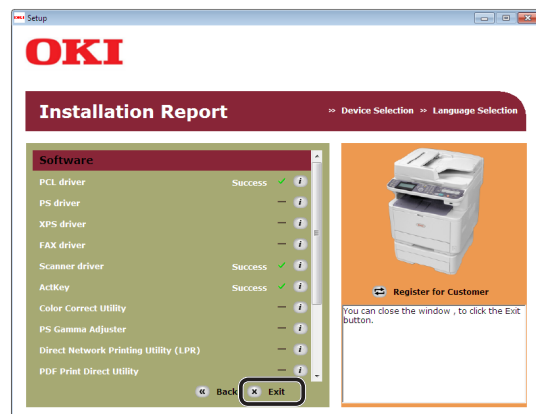 OKI Setup
OKI
Installation Report
» Device Selection » Language Selection
Software
PCL driver Success
PS driver
XPS driver
FAX driver
Scanner driver Success
ActKey Success
Color Correct Utility
PS Gamma Adjuster
Direct Network Printing Utility (LPR)
PDF Print Direct Utility
Back Exit
Register for Customer
You can close the window , to click the Exit
button.